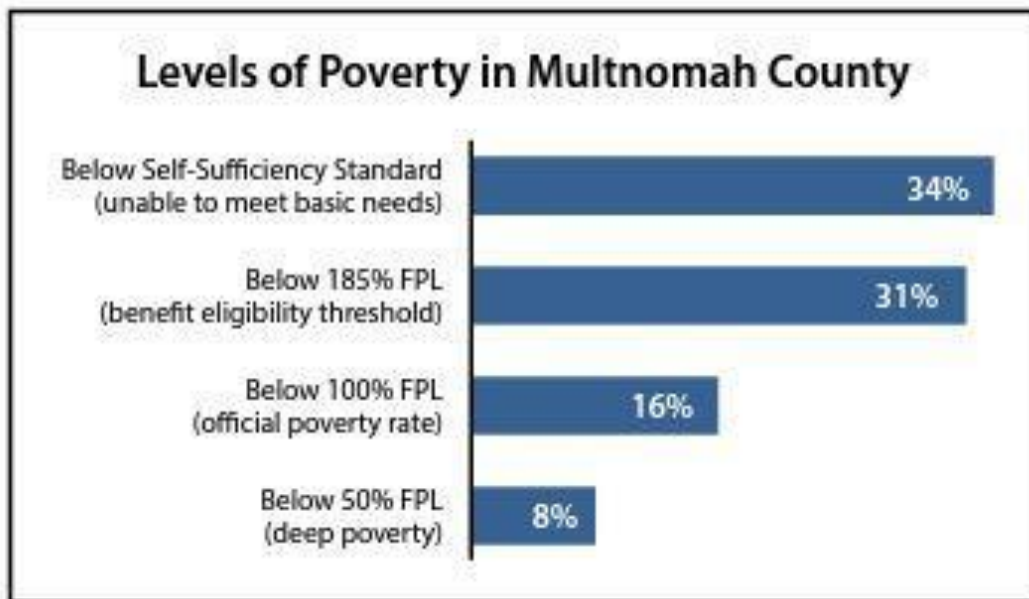 Levels of Poverty in Multnomah County
Below Self-Sufficiency Standard
(unable to meet basic needs)
34%
Below 185% FPL
(benefit eligibility threshold)
31%
Below 100% FPL
(official poverty rate)
16%
Below 50% FPL
(deep poverty)
8%